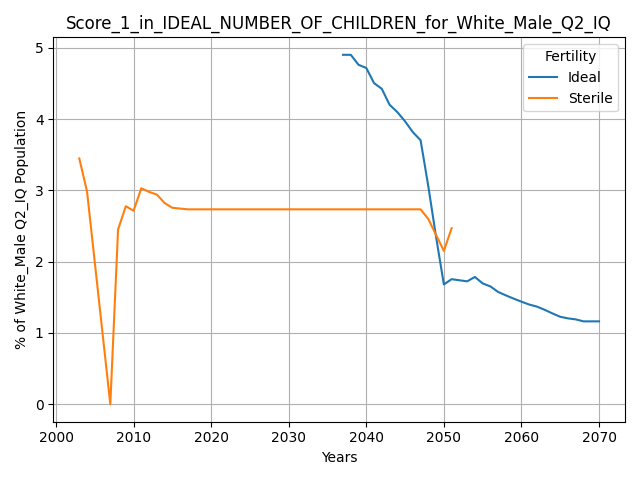 Score_1_in_IDEAL_NUMBER_OF_CHILDREN_for_White_Male_Q2_IQ
Fertility
Ideal
Sterile
% of White_Male Q2_IQ Population
5
4
3
2
1
0
2000 2010 2020 2030 2040 2050 2060 2070
Years